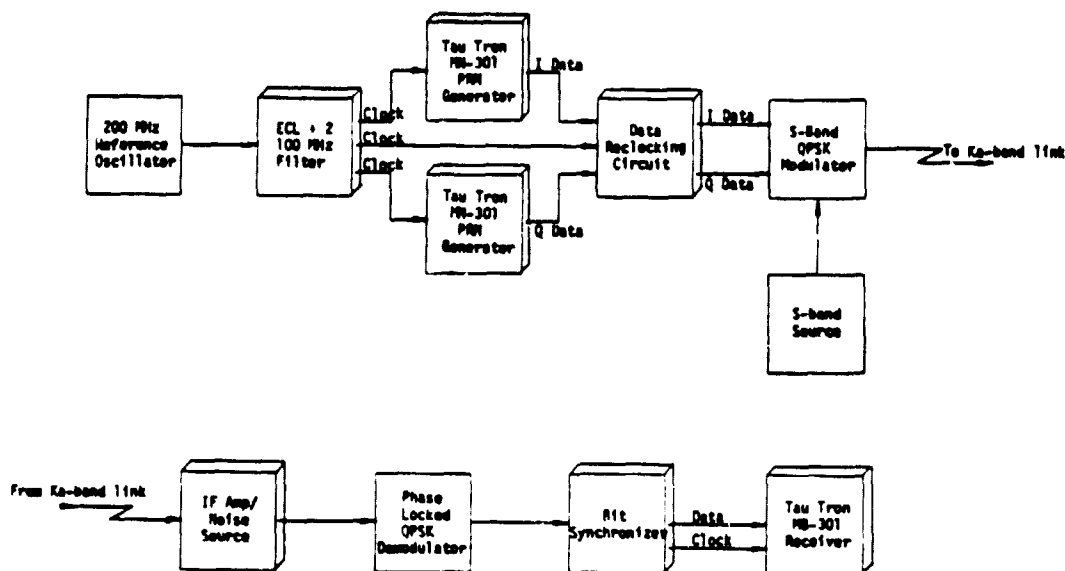 Tau Tron
MN-301
PRN
Generator
I Data
200 MHz
Reference
Oscillator
ECL ÷ 2
100 MHz
Filter
Clock
Clock
Clock
Data
Reclocking
Circuit
I Data
Q Data
S-Band
QPSK
Modulator
To Ka-band link
Tau Tron
MN-301
PRN
Generator
Q Data
S-band
Source
From Ka-band link
IF Amp/
Noise
Source
Phase
Locked
QPSK
Demodulator
Bit
Synchronizer
Data
Clock
Tau Tron
MB-301
Receiver